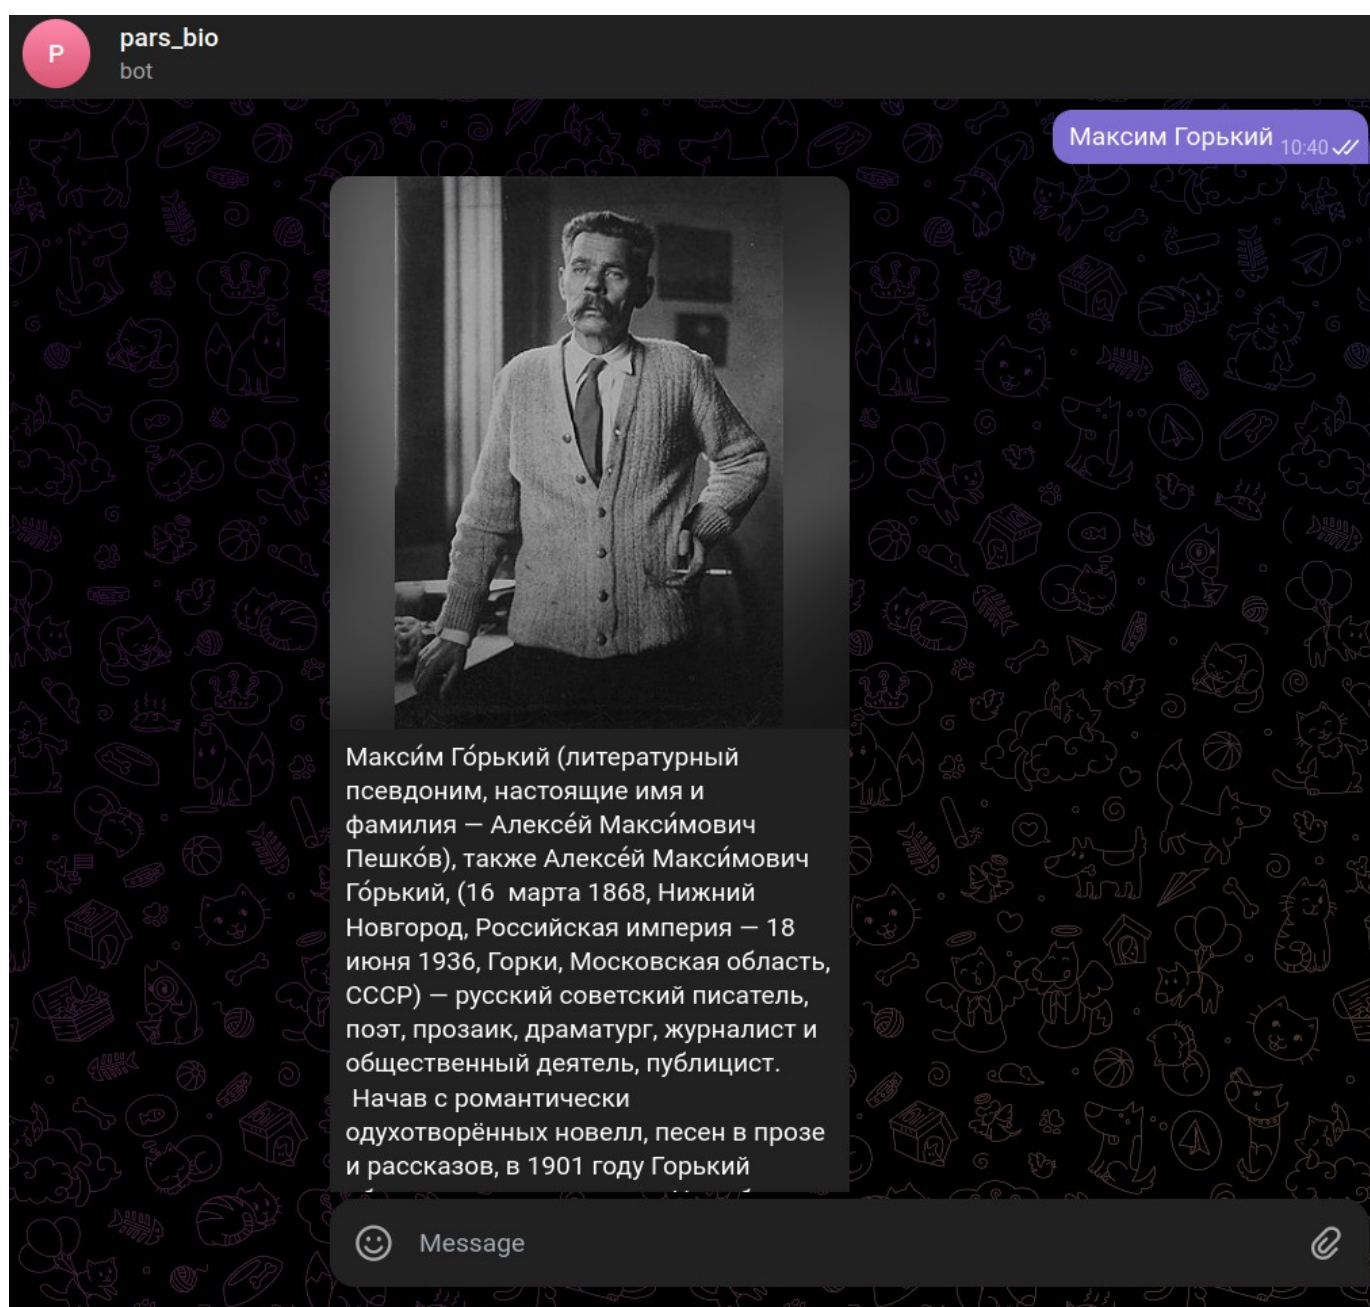 P
pars_bio
bot
Максим Горький 10:40
Макси́м Го́рький (литературный
псевдоним, настоящие имя и
фамилия — Алексе́й Макси́мович
Пешко́в), также Алексе́й Макси́мович
Го́рький, (16  марта 1868, Нижний
Новгород, Российская империя — 18
июня 1936, Горки, Московская область,
СССР) — русский советский писатель,
поэт, прозаик, драматург, журналист и
общественный деятель, публицист.
Начав с романтически
одухотворённых новелл, песен в прозе
и рассказов, в 1901 году Горький
Message